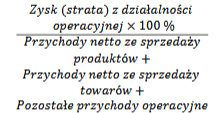 Zysk (strata) z działalności
operacyjnej × 100 %
Przychody netto ze sprzedaży
produktów +
Przychody netto ze sprzedaży
towarów +
Pozostałe przychody operacyjne